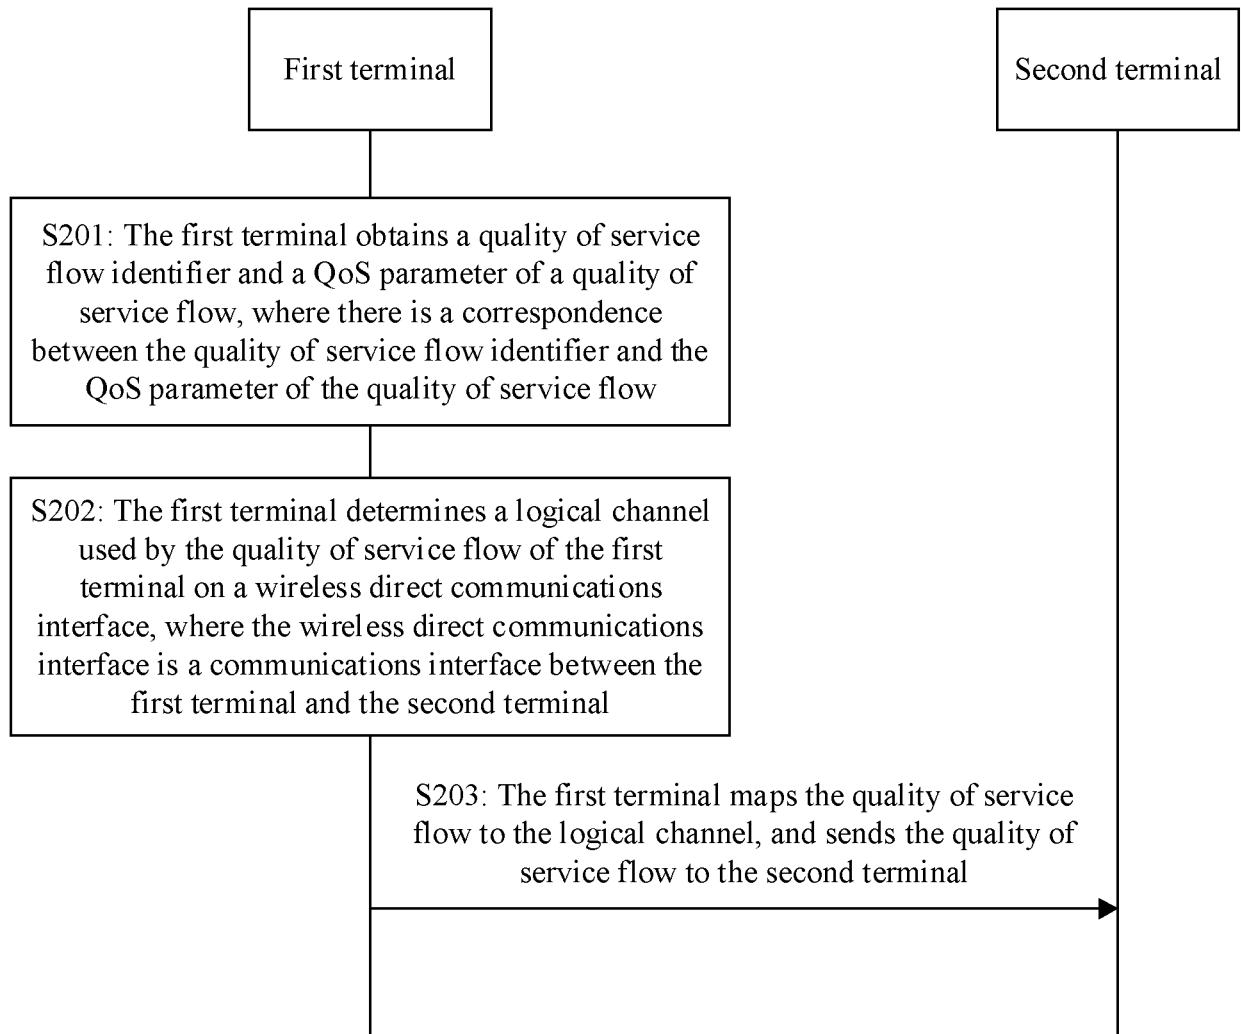 First terminal
Second terminal
S201: The first terminal obtains a quality of service
flow identifier and a QoS parameter of a quality of
service flow, where there is a correspondence
between the quality of service flow identifier and the
QoS parameter of the quality of service flow
S202: The first terminal determines a logical channel
used by the quality of service flow of the first
terminal on a wireless direct communications
interface, where the wireless direct communications
interface is a communications interface between the
first terminal and the second terminal
S203: The first terminal maps the quality of service
flow to the logical channel, and sends the quality of
service flow to the second terminal